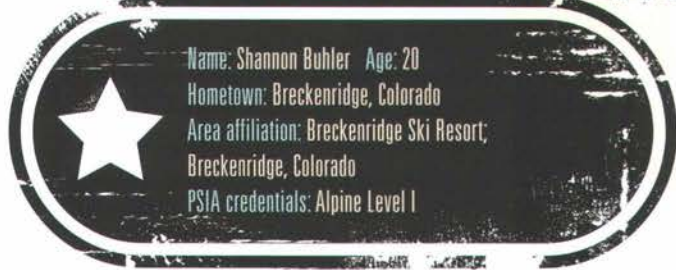 Name: Shannon Buhler Age: 20
Hometown: Breckenridge, Colorado
Area affiliation: Breckenridge Ski Resort;
Breckenridge, Colorado
PSIA credentials: Alpine Level I